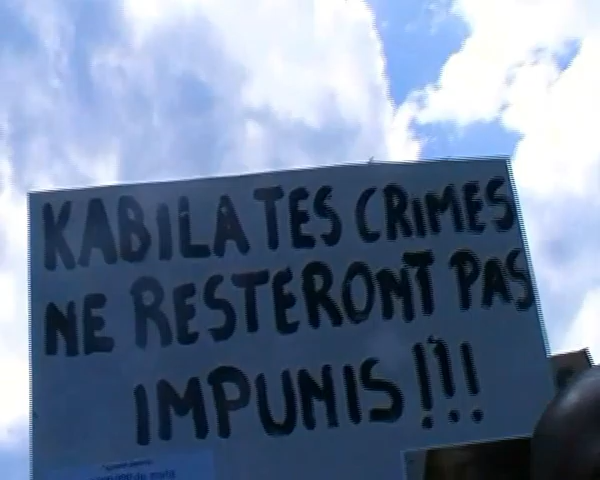 KABILA TES CRIMES
NE RESTERONT PAS
IMPUNIS !!!